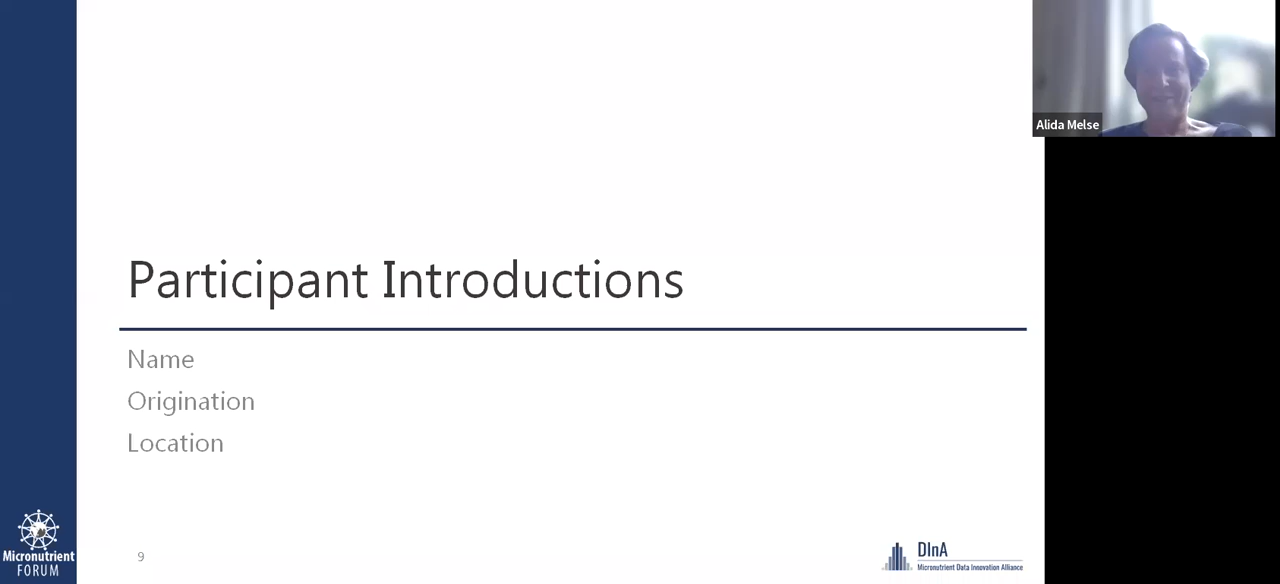 Alida Melse
Participant Introductions
Name
Origination
Location
Micronutrient
FORUM
9
DInA
Micronutrient Data Innovation Alliance